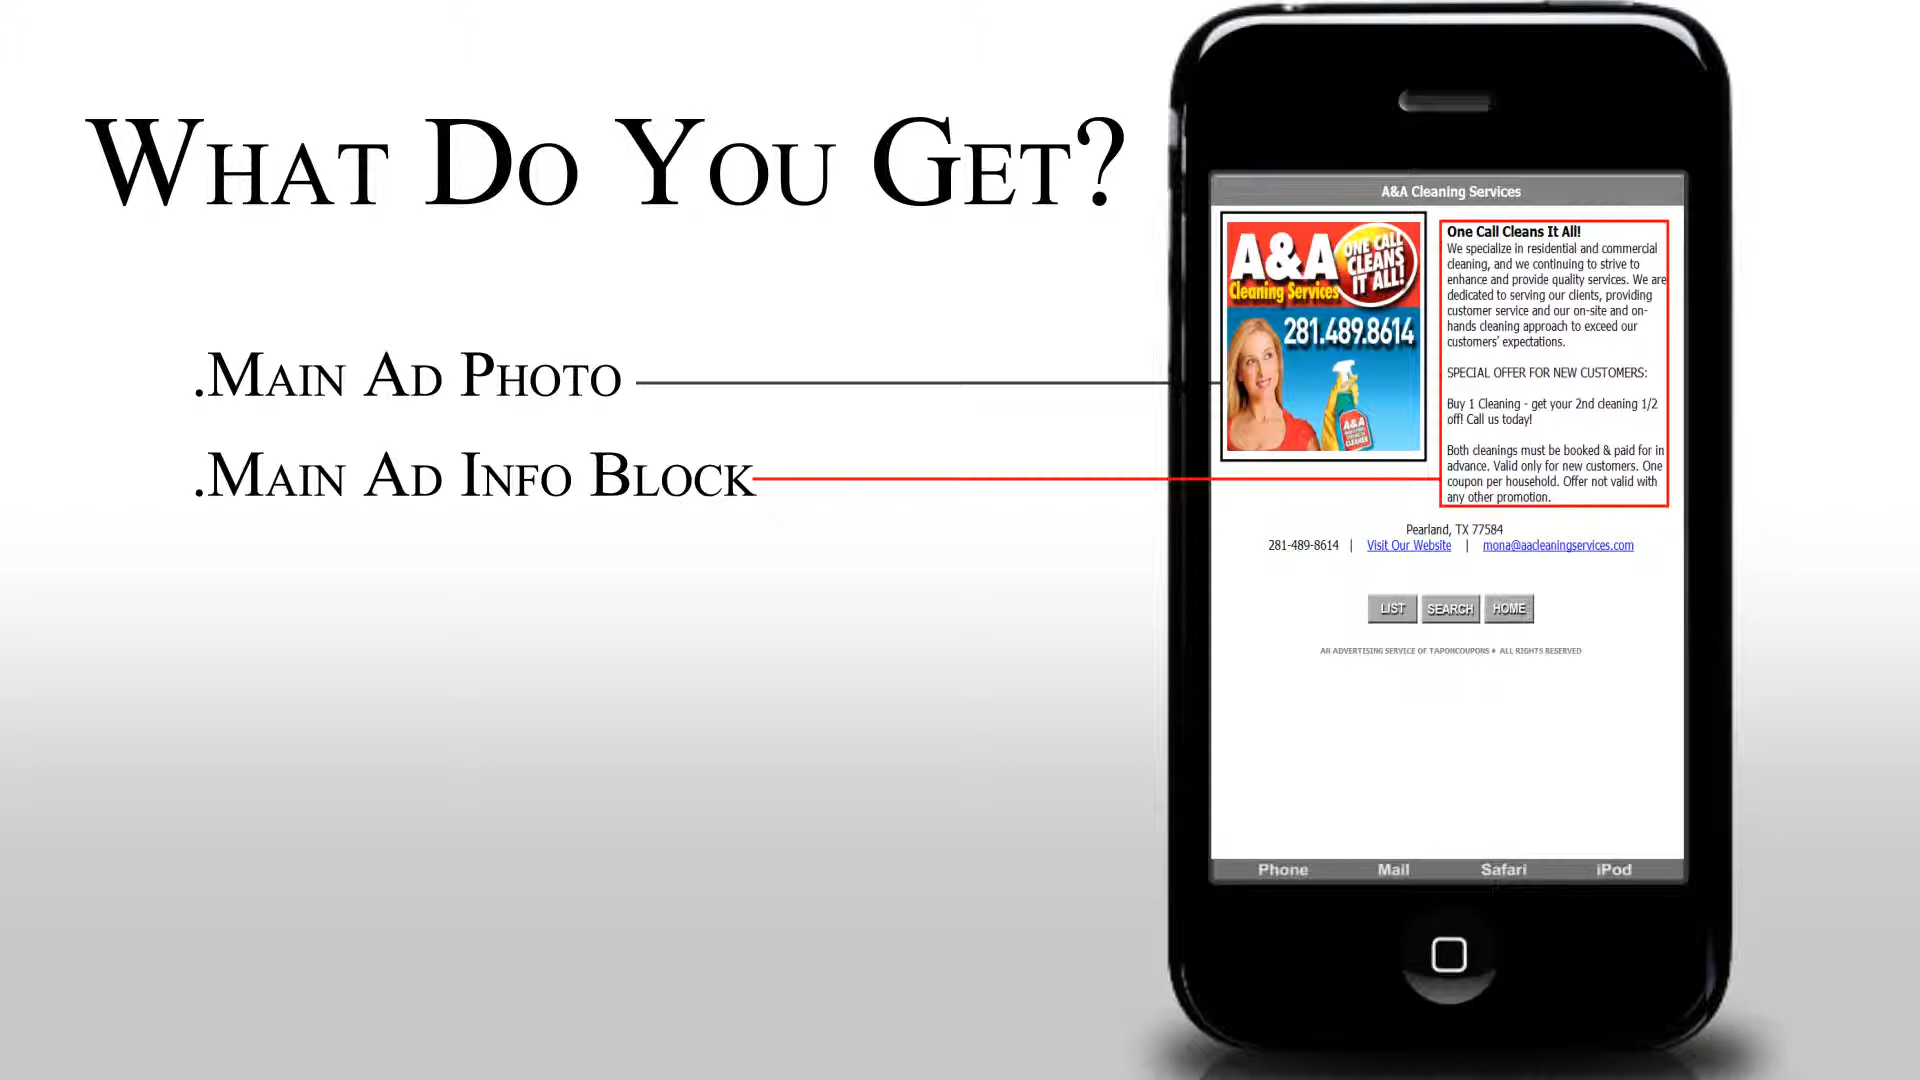 What Do You Get?
.Main Ad Photo
.Main Ad Info Block
A&A Cleaning Services
A&A
Cleaning Services
ONE CALL
CLEANS
IT ALL!
281.489.8614
A&A
CLEANER
One Call Cleans It All!
We specialize in residential and commercial
cleaning, and we continuing to strive to
enhance and provide quality services. We are
dedicated to serving our clients, providing
customer service and our on-site and on-
hands cleaning approach to exceed our
customers' expectations.
SPECIAL OFFER FOR NEW CUSTOMERS:
Buy 1 Cleaning - get your 2nd cleaning 1/2
off! Call us today!
Both cleanings must be booked & paid for in
advance. Valid only for new customers. One
coupon per household. Offer not valid with
any other promotion.
Pearland, TX 77584
281-489-8614 | Visit Our Website | mona@aacleaningservices.com
LIST SEARCH HOME
AN ADVERTISING SERVICE OF TAPONCOUPONS • ALL RIGHTS RESERVED
Phone Mail Safari iPod